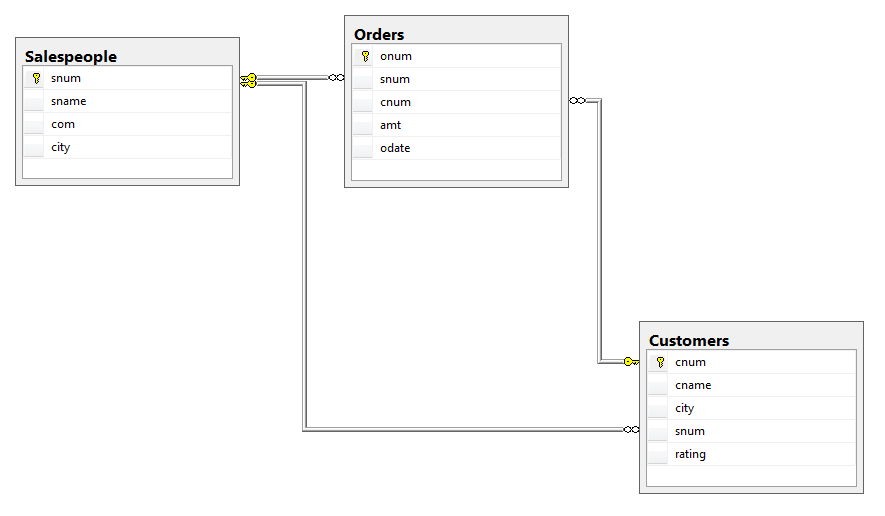 Salespeople
snum
sname
com
city
Orders
onum
snum
cnum
amt
odate
Customers
cnum
cname
city
snum
rating